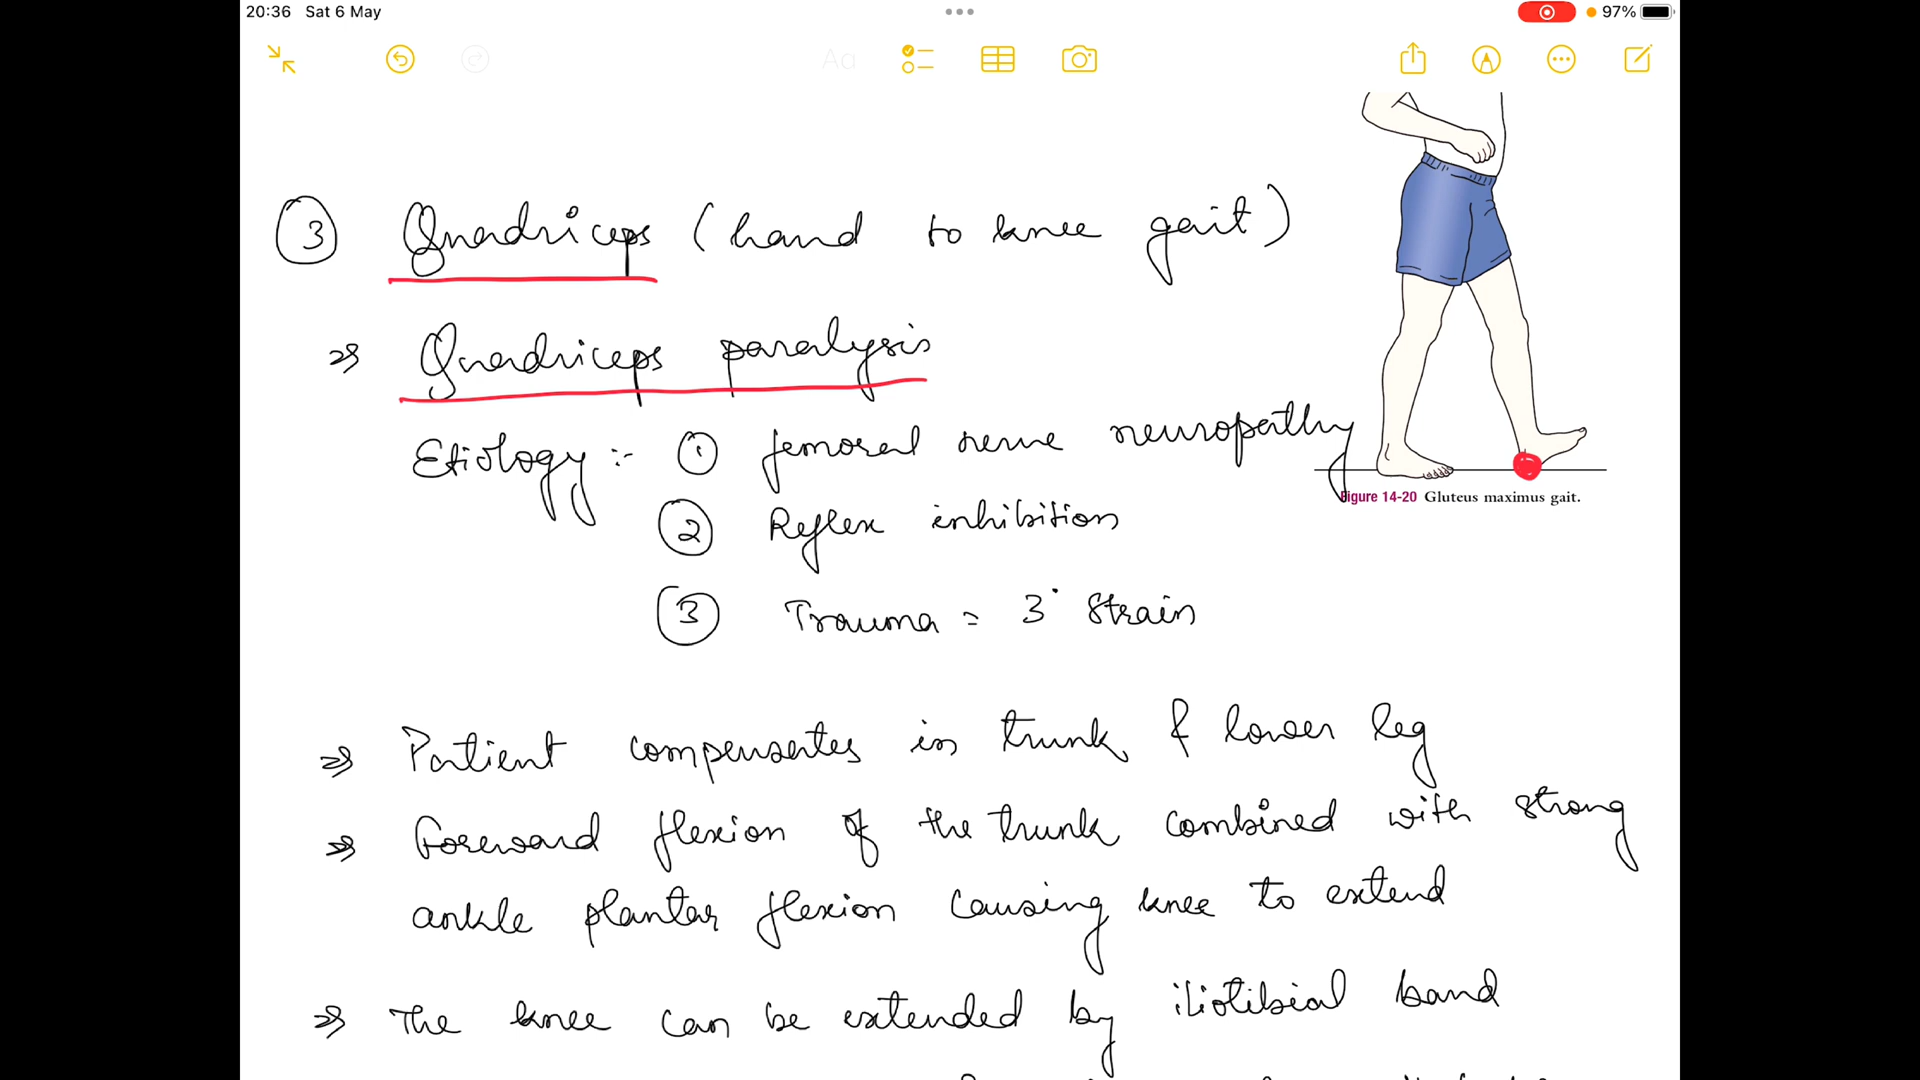 20:36 Sat 6 May
97%
Aa
3 Quadriceps (hand to knee gait)
⇒ Quadriceps paralysis
Etiology :- 1 femoral nerve neuropathy
2 Reflex inhibition
3 Trauma = 3° strain
Figure 14-20 Gluteus maximus gait.
⇒ Patient compensates in trunk & lower leg
⇒ Foreward flexion of the trunk combined with strong
ankle plantar flexion causing knee to extend
⇒ The knee can be extended by iliotibial band